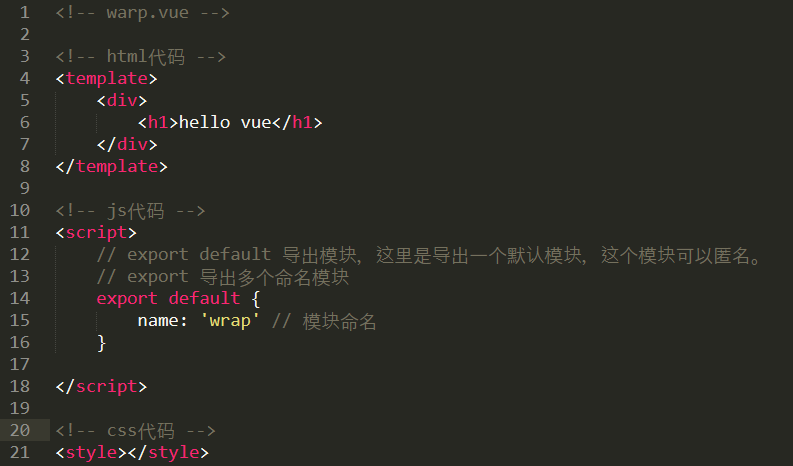 1 <!-- warp.vue -->
2
3 <!-- html代码 -->
4 <template>
5     <div>
6         <h1>hello vue</h1>
7     </div>
8 </template>
9
10 <!-- js代码 -->
11 <script>
12     // export default 导出模块，这里是导出一个默认模块，这个模块可以匿名。
13     // export 导出多个命名模块
14     export default {
15         name: 'wrap' // 模块命名
16     }
17
18 </script>
19
20 <!-- css代码 -->
21 <style></style>